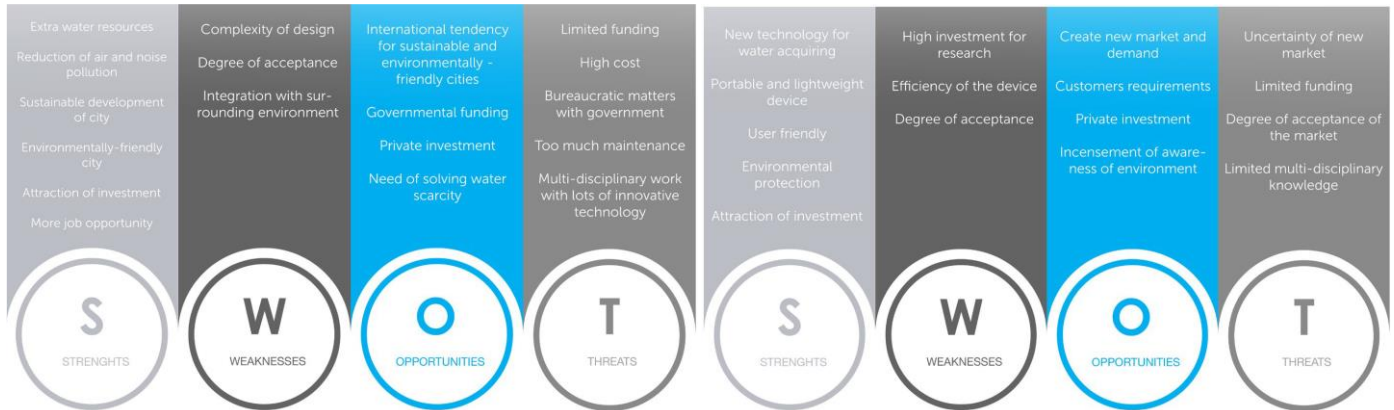 Extra water resources
Reduction of air and noise
pollution
Sustainable development
of city
Environmentally-friendly
city
Attraction of investment
More job opportunity
S
STRENGHTS
Complexity of design
Degree of acceptance
Integration with sur-
rounding environment
W
WEAKNESSES
International tendency
for sustainable and
environmentally -
friendly cities
Governmental funding
Private investment
Need of solving water
scarcity
O
OPPORTUNITIES
Limited funding
High cost
Bureaucratic matters
with government
Too much maintenance
Multi-disciplinary work
with lots of innovative
technology
T
THREATS
New technology for
water acquiring
Portable and lightweight
device
User friendly
Environmental
protection
Attraction of investment
S
STRENGHTS
High investment for
research
Efficiency of the device
Degree of acceptance
W
WEAKNESSES
Create new market and
demand
Customers requirements
Private investment
Incensement of aware-
ness of environment
O
OPPORTUNITIES
Uncertainty of new
market
Limited funding
Degree of acceptance of
the market
Limited multi-disciplinary
knowledge
T
THREATS